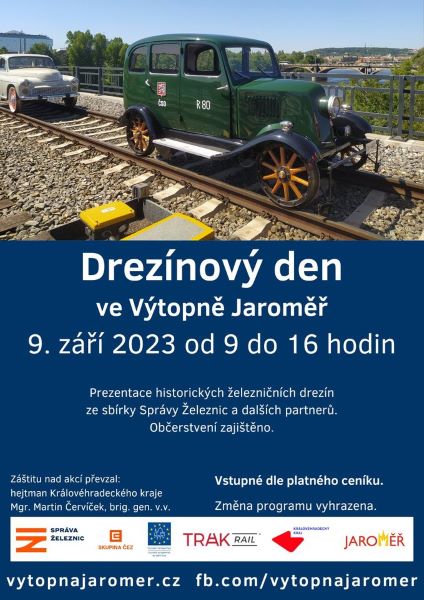 ČSD
R 80
Drezínový den
ve Výtopně Jaroměř
9. září 2023 od 9 do 16 hodin
Prezentace historických železničních drezín
ze sbírky Správy Železnic a dalších partnerů.
Občerstvení zajištěno.
Záštitu nad akcí převzal:
hejtman Královéhradeckého kraje
Mgr. Martin Červíček, brig. gen. v.v.
Vstupné dle platného ceníku.
Změna programu vyhrazena.
SPRÁVA
ŽELEZNIC
SKUPINA ČEZ
TRAKRAIL
KRÁLOVÉHRADECKÝ
KRAJ
JAROMĚŘ
vytopnajaromer.cz fb.com/vytopnajaromer